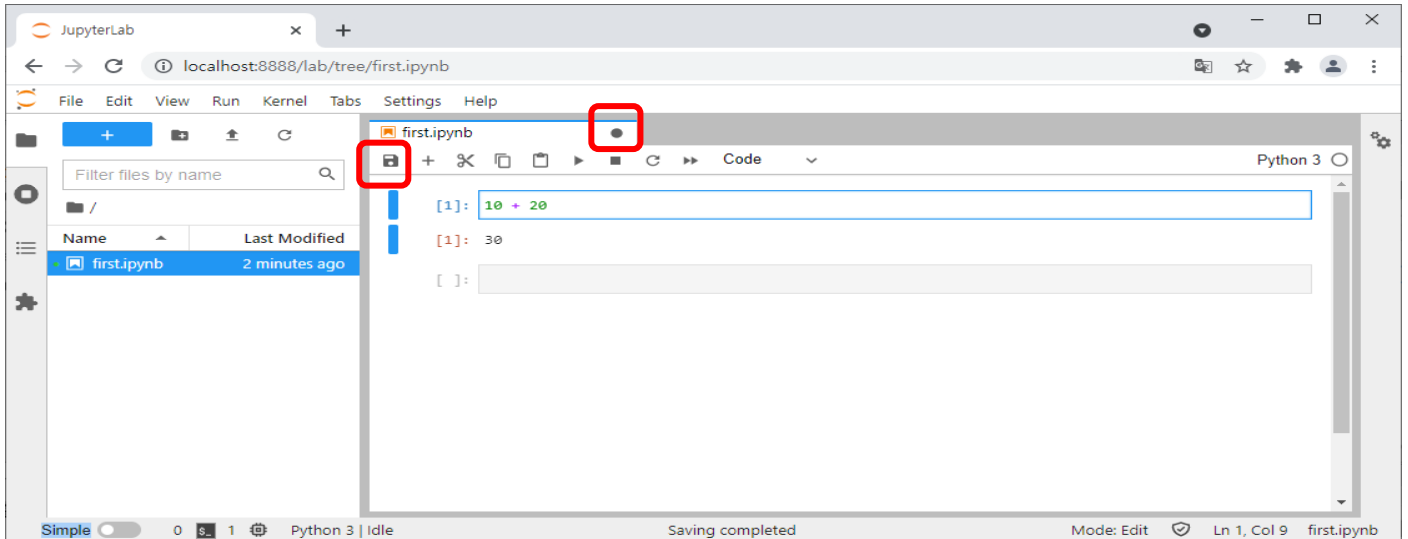 JupyterLab
localhost:8888/lab/tree/first.ipynb
File Edit View Run Kernel Tabs Settings Help
first.ipynb
Code
Python 3
Filter files by name
/
Name Last Modified
first.ipynb 2 minutes ago
[1]: 10 + 20
[1]: 30
[ ]:
Simple 0 $_ 1 Python 3 | Idle Saving completed Mode: Edit Ln 1, Col 9 first.ipynb